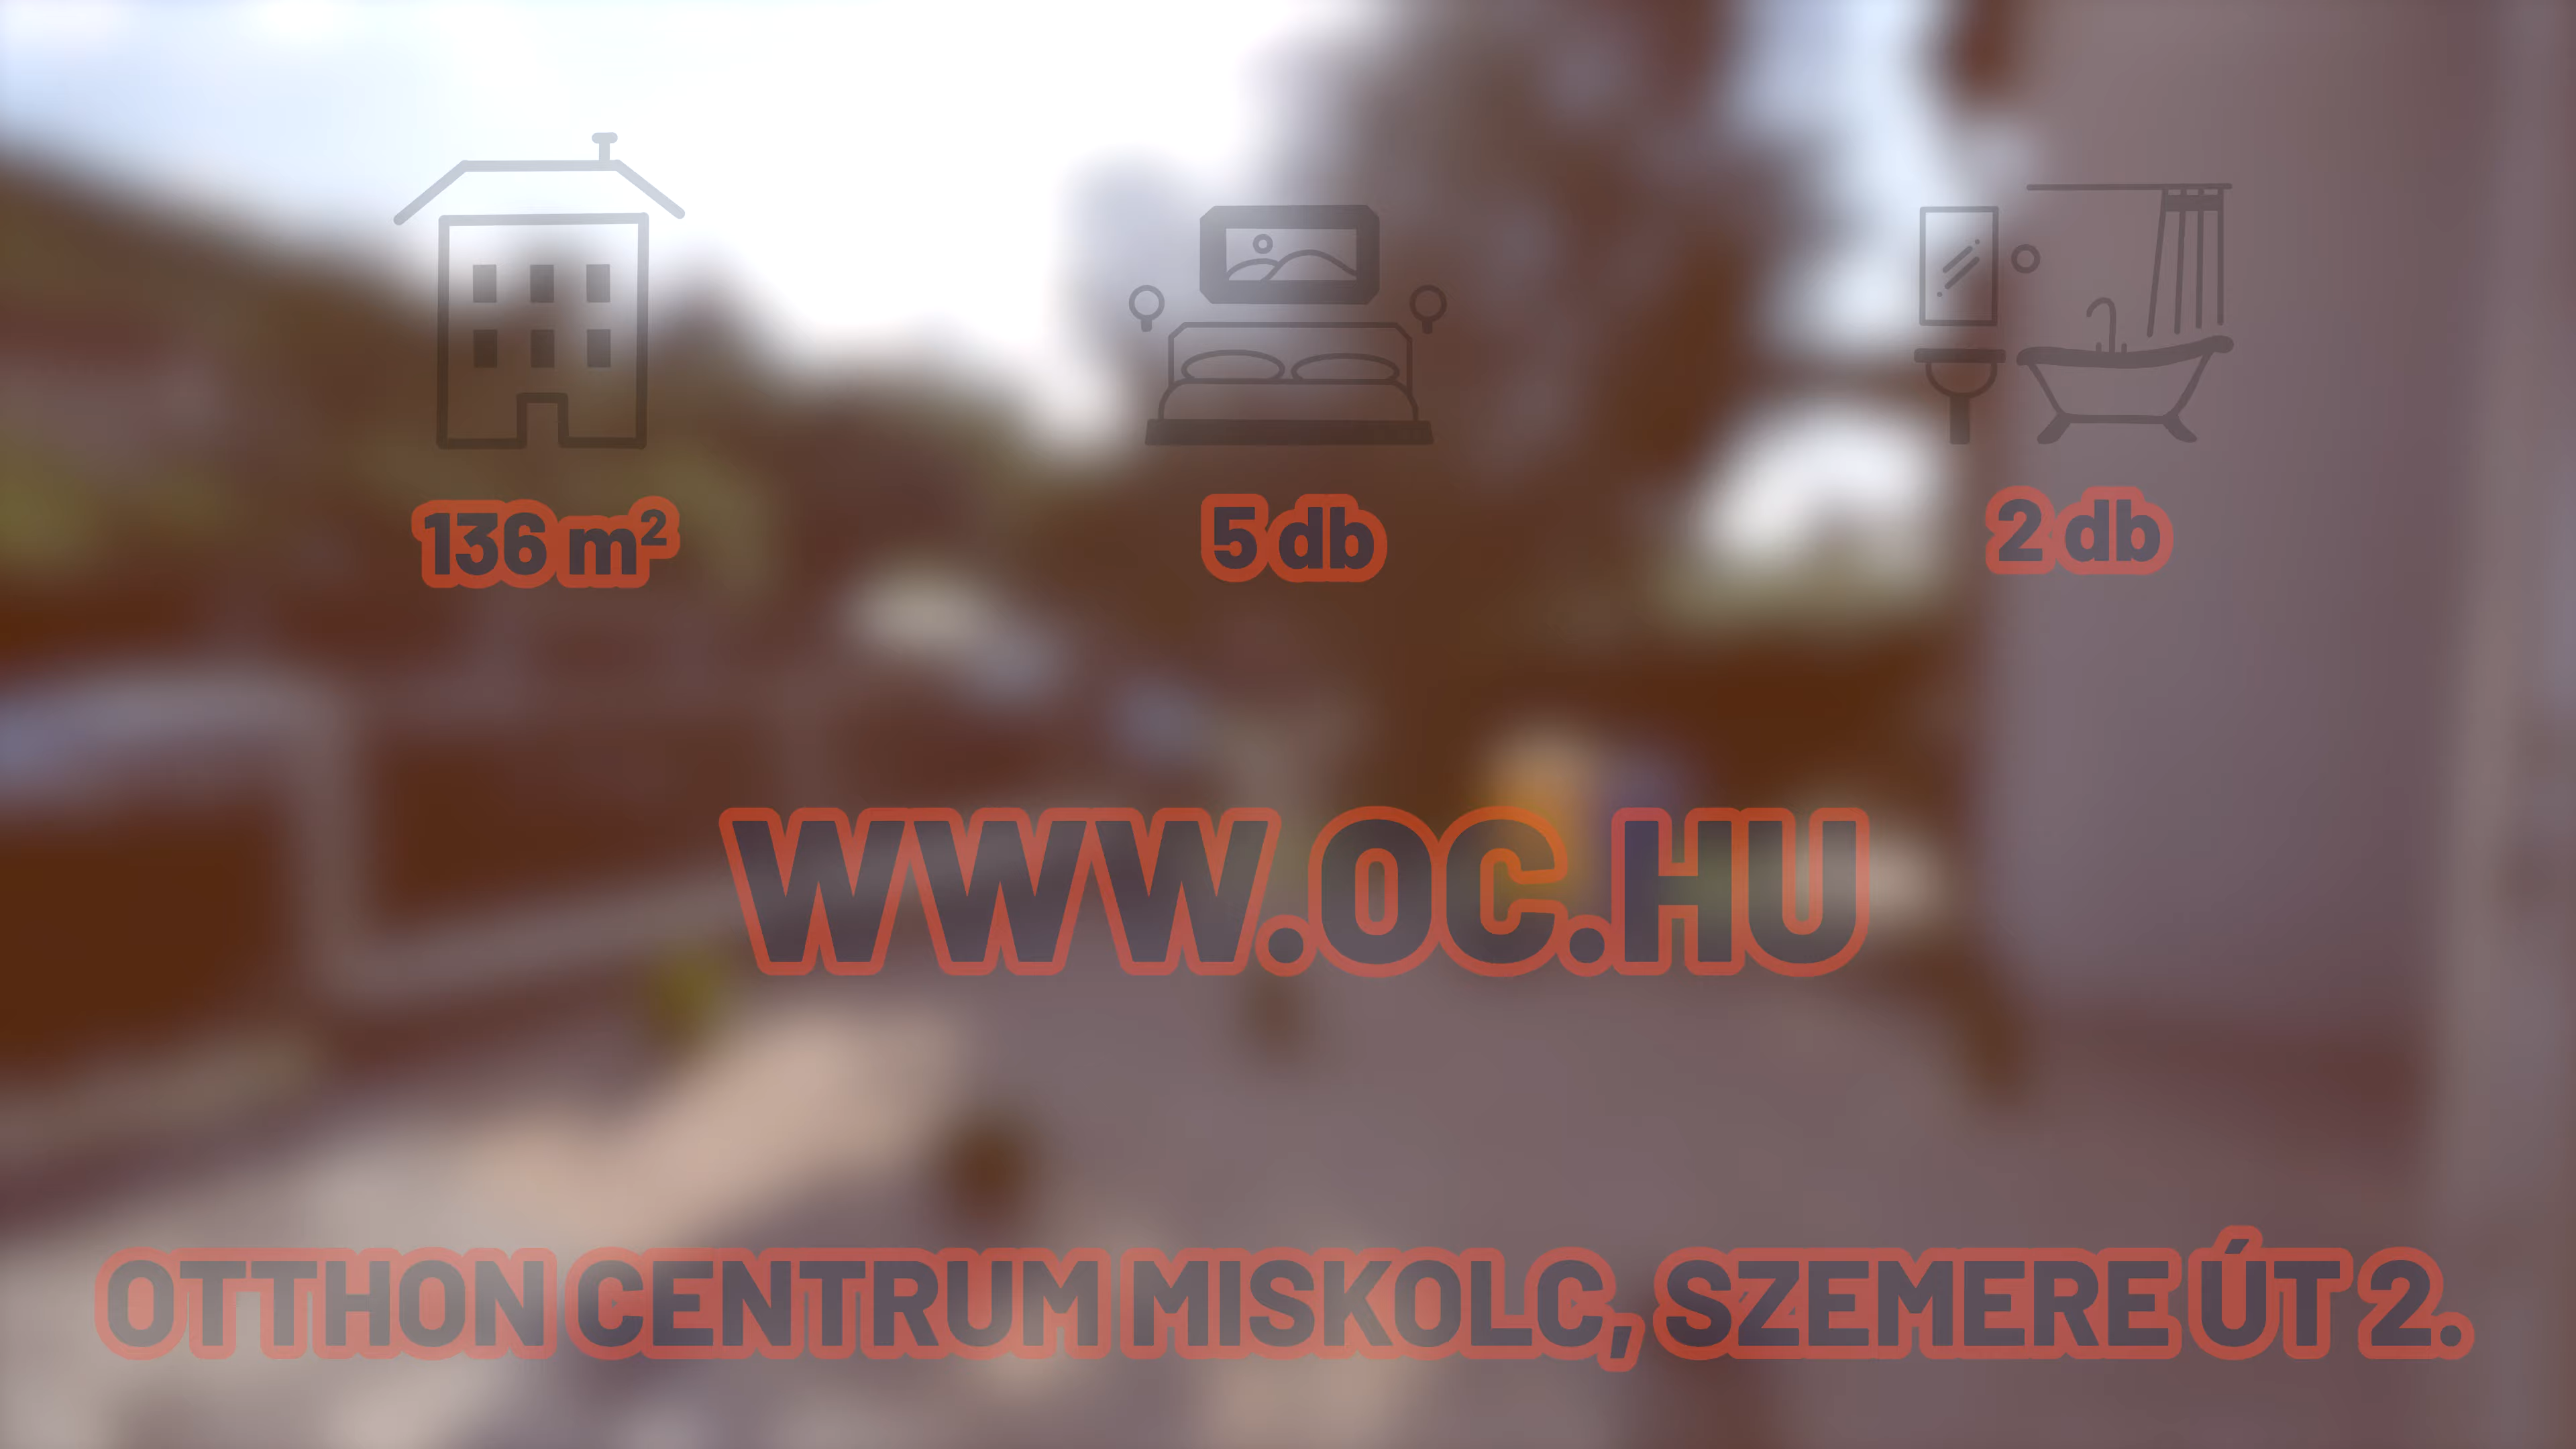 136 m²
5 db
2 db
WWW.OC.HU
OTTHON CENTRUM MISKOLC, SZEMERE ÚT 2.